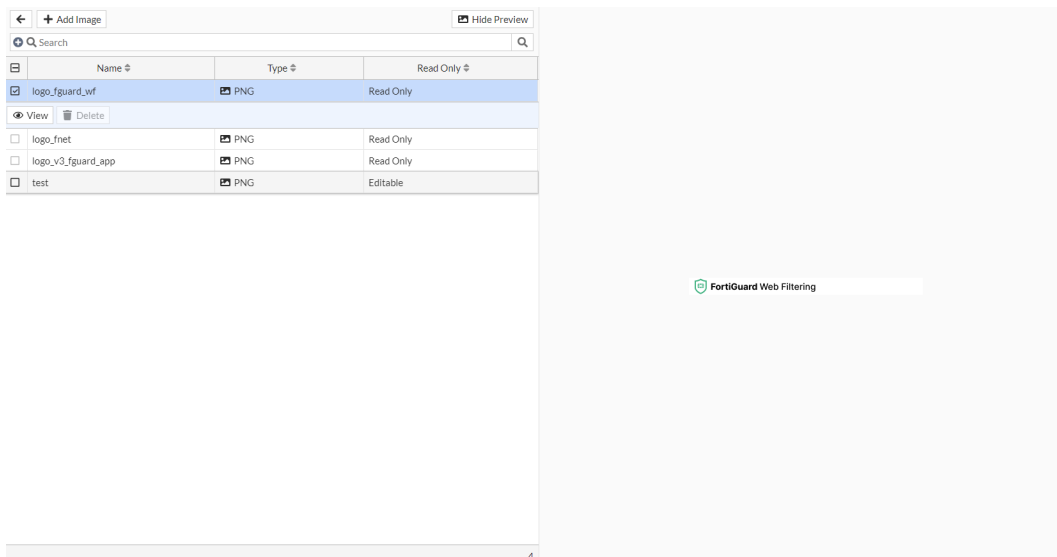 Add Image
Hide Preview
Search
Name Type Read Only
logo_fguard_wf PNG Read Only
View Delete
logo_fnet PNG Read Only
logo_v3_fguard_app PNG Read Only
test PNG Editable
FortiGuard Web Filtering
4